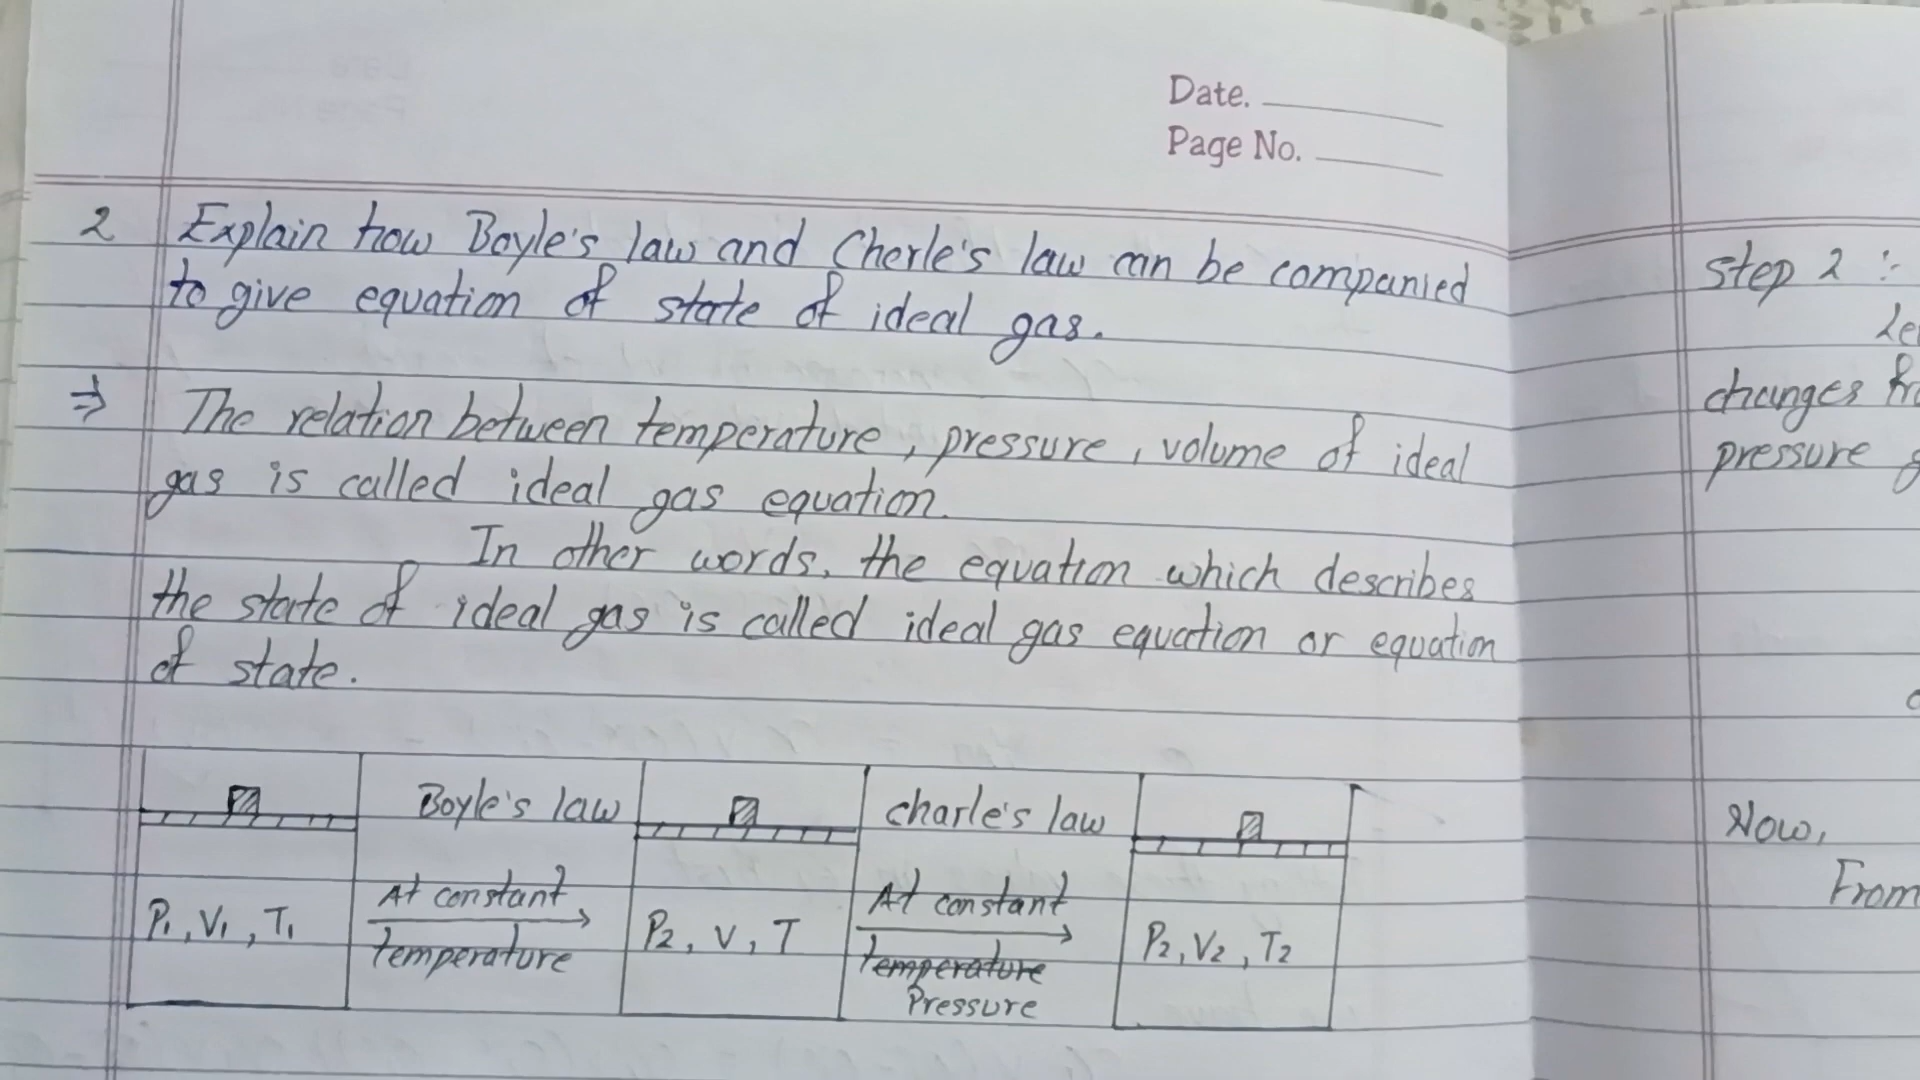 Date.
Page No.
2 Explain how Boyle's law and Cherle's law can be companied
to give equation of state of ideal gas.
⇒ The relation between temperature, pressure, volume of ideal
gas is called ideal gas equation.
In other words, the equation which describes
the state of ideal gas is called ideal gas equation or equation
of state.
Boyle's law
charle's law
P₁, V₁, T₁
At constant
temperature
P₂, V, T
At constant
temperature
Pressure
P₂, V₂, T₂
Step 2 :-
changes
pressure
Now,
From